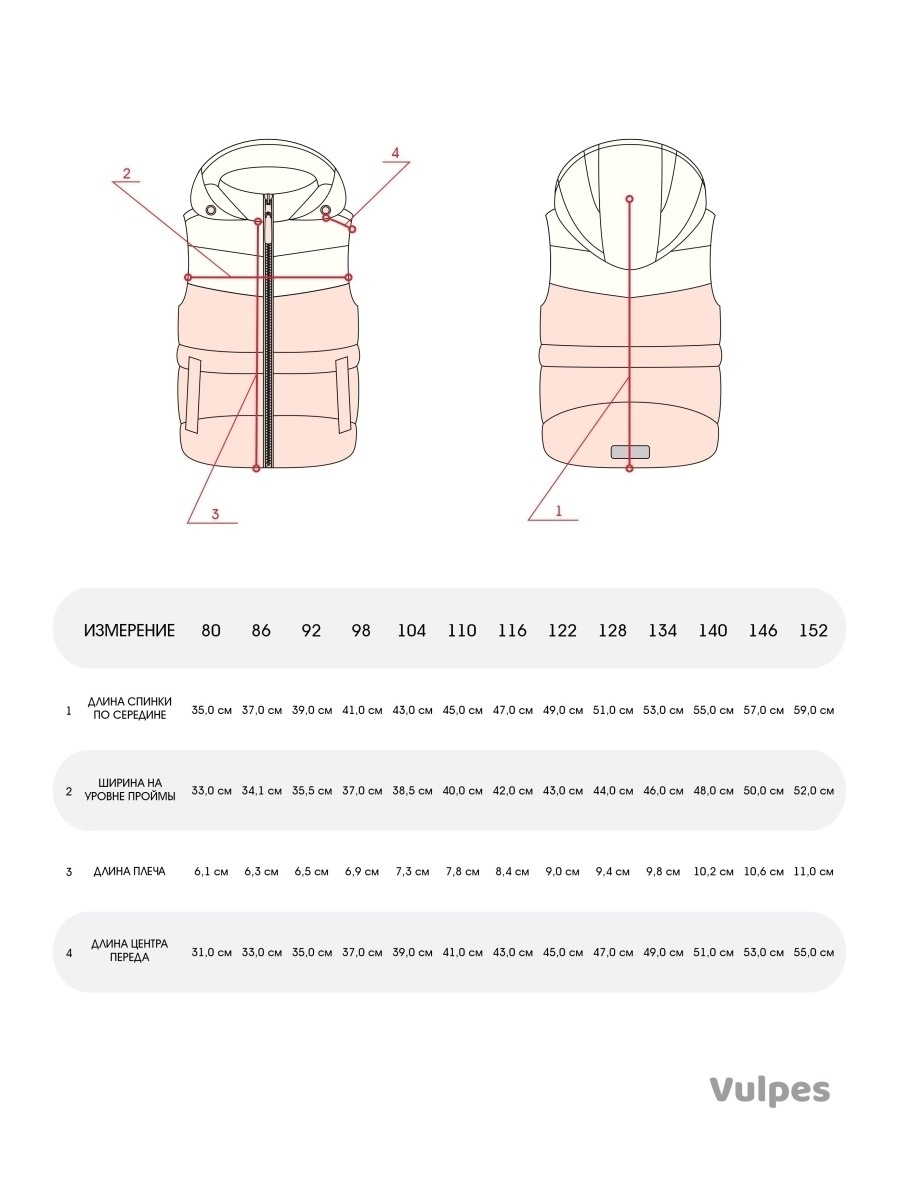 2
4
3
1
ИЗМЕРЕНИЕ 80 86 92 98 104 110 116 122 128 134 140 146 152
1 ДЛИНА СПИНКИ ПО СЕРЕДИНЕ 35,0 см 37,0 см 39,0 см 41,0 см 43,0 см 45,0 см 47,0 см 49,0 см 51,0 см 53,0 см 55,0 см 57,0 см 59,0 см
2 ШИРИНА НА УРОВНЕ ПРОЙМЫ 33,0 см 34,1 см 35,5 см 37,0 см 38,5 см 40,0 см 42,0 см 43,0 см 44,0 см 46,0 см 48,0 см 50,0 см 52,0 см
3 ДЛИНА ПЛЕЧА 6,1 см 6,3 см 6,5 см 6,9 см 7,3 см 7,8 см 8,4 см 9,0 см 9,4 см 9,8 см 10,2 см 10,6 см 11,0 см
4 ДЛИНА ЦЕНТРА ПЕРЕДА 31,0 см 33,0 см 35,0 см 37,0 см 39,0 см 41,0 см 43,0 см 45,0 см 47,0 см 49,0 см 51,0 см 53,0 см 55,0 см
Vulpes